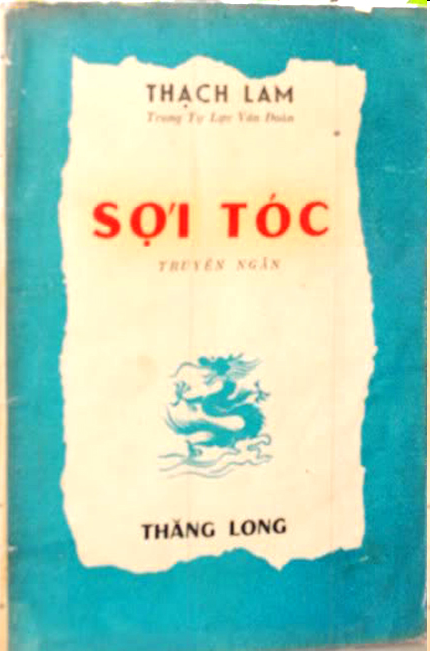 THẠCH LAM
Trong Tự Lực Văn Đoàn
SỢI TÓC
TRUYỆN NGẮN
THĂNG LONG